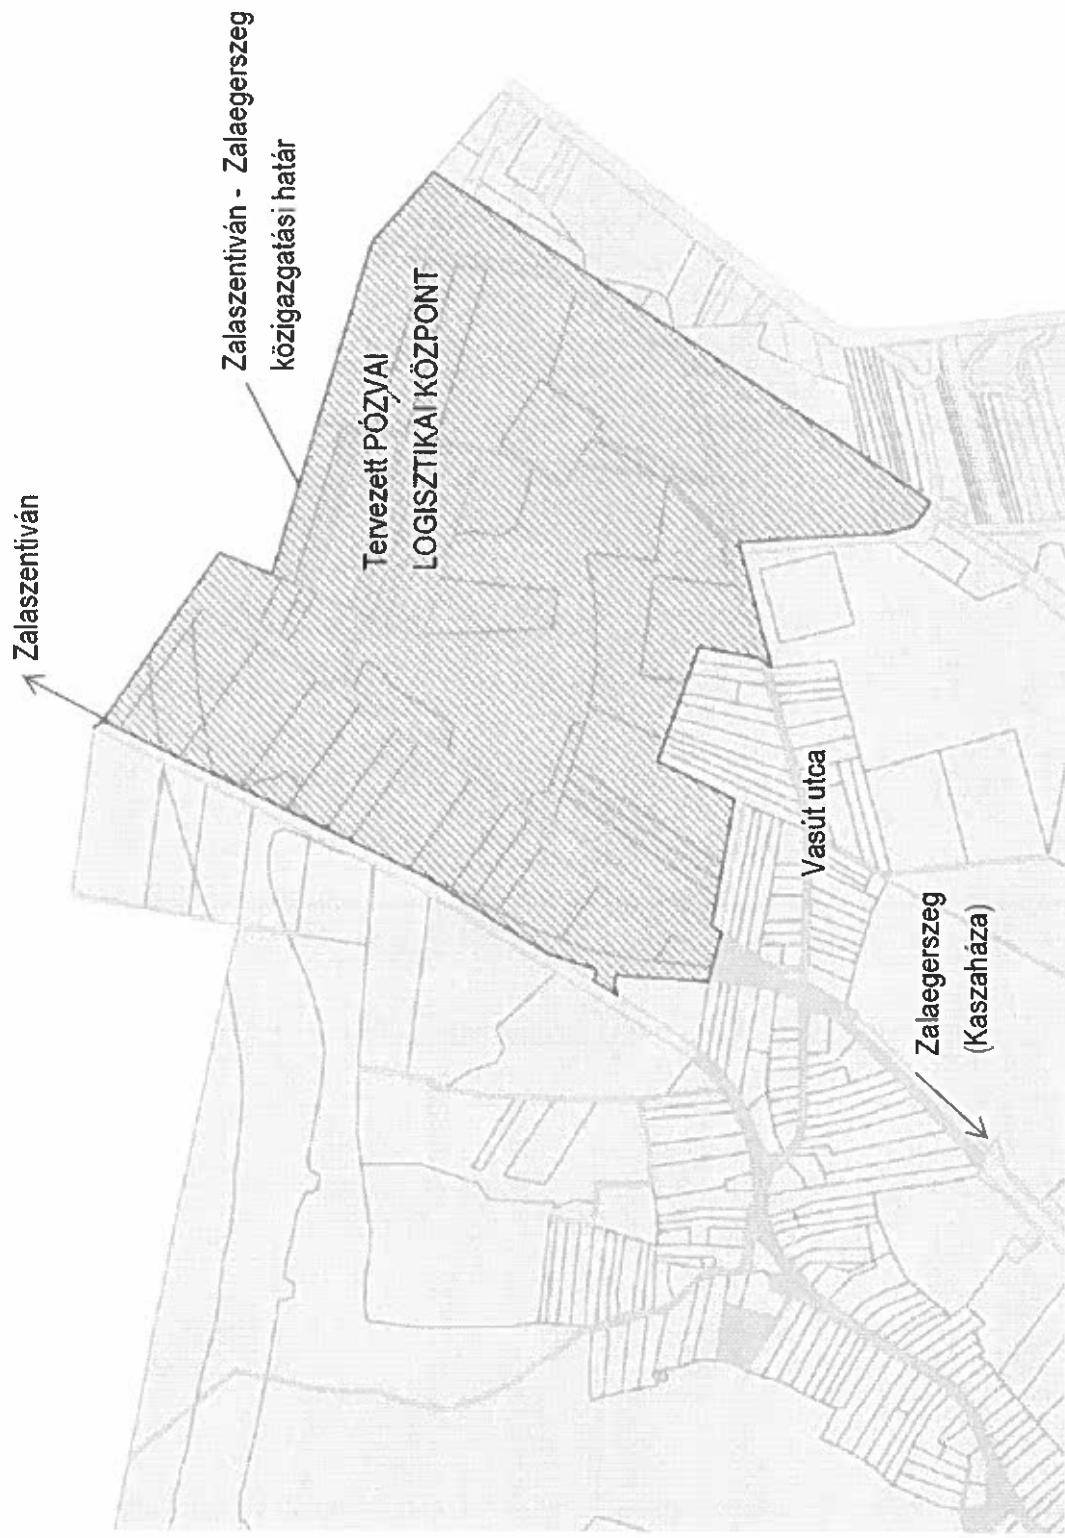 Zalaszentiván
Zalaszentiván - Zalaegerszeg
közigazgatási határ
Tervezett PÓZVAI
LOGISZTIKAI KÖZPONT
Vasút utca
Zalaegerszeg
(Kaszaháza)